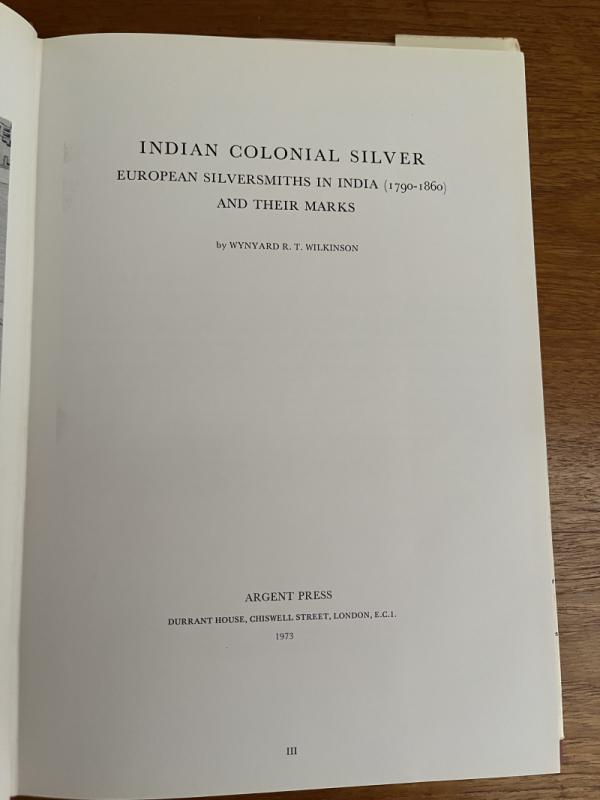 INDIAN COLONIAL SILVER
EUROPEAN SILVERSMITHS IN INDIA (1790-1860)
AND THEIR MARKS
by WYNYARD R. T. WILKINSON
ARGENT PRESS
DURRANT HOUSE, CHISWELL STREET, LONDON, E.C.1.
1973
III